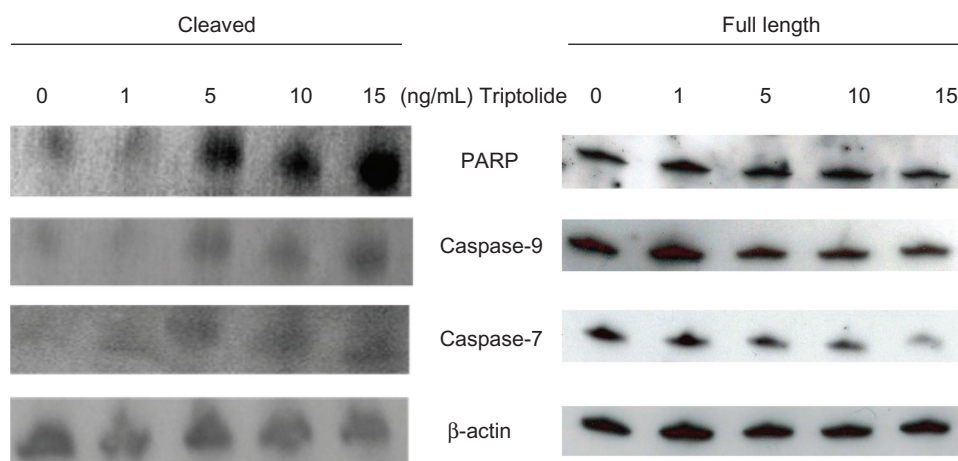 Cleaved Full length
0 1 5 10 15 (ng/mL) Triptolide 0 1 5 10 15
PARP
Caspase-9
Caspase-7
β-actin